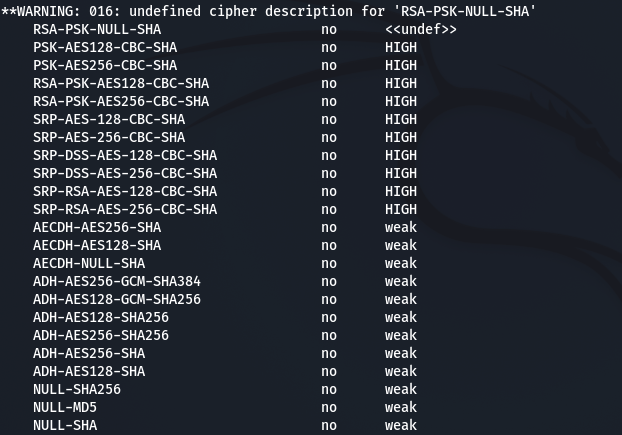 **WARNING: 016: undefined cipher description for 'RSA-PSK-NULL-SHA'
RSA-PSK-NULL-SHA no <<undef>>
PSK-AES128-CBC-SHA no HIGH
PSK-AES256-CBC-SHA no HIGH
RSA-PSK-AES128-CBC-SHA no HIGH
RSA-PSK-AES256-CBC-SHA no HIGH
SRP-AES-128-CBC-SHA no HIGH
SRP-AES-256-CBC-SHA no HIGH
SRP-DSS-AES-128-CBC-SHA no HIGH
SRP-DSS-AES-256-CBC-SHA no HIGH
SRP-RSA-AES-128-CBC-SHA no HIGH
SRP-RSA-AES-256-CBC-SHA no HIGH
AECDH-AES256-SHA no weak
AECDH-AES128-SHA no weak
AECDH-NULL-SHA no weak
ADH-AES256-GCM-SHA384 no weak
ADH-AES128-GCM-SHA256 no weak
ADH-AES128-SHA256 no weak
ADH-AES256-SHA256 no weak
ADH-AES256-SHA no weak
ADH-AES128-SHA no weak
NULL-SHA256 no weak
NULL-MD5 no weak
NULL-SHA no weak